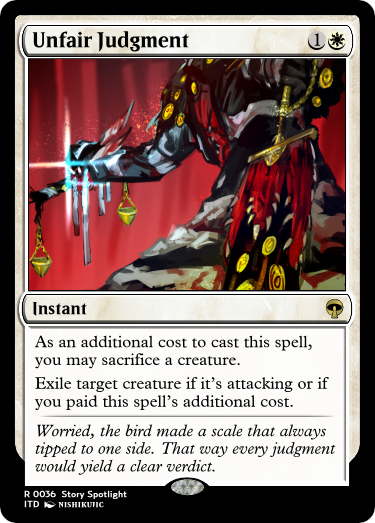 Unfair Judgment 1
Instant
As an additional cost to cast this spell,
you may sacrifice a creature.
Exile target creature if it's attacking or if
you paid this spell's additional cost.
Worried, the bird made a scale that always
tipped to one side. That way every judgment
would yield a clear verdict.
R 0036 Story Spotlight
ITD NISHIKUJIC